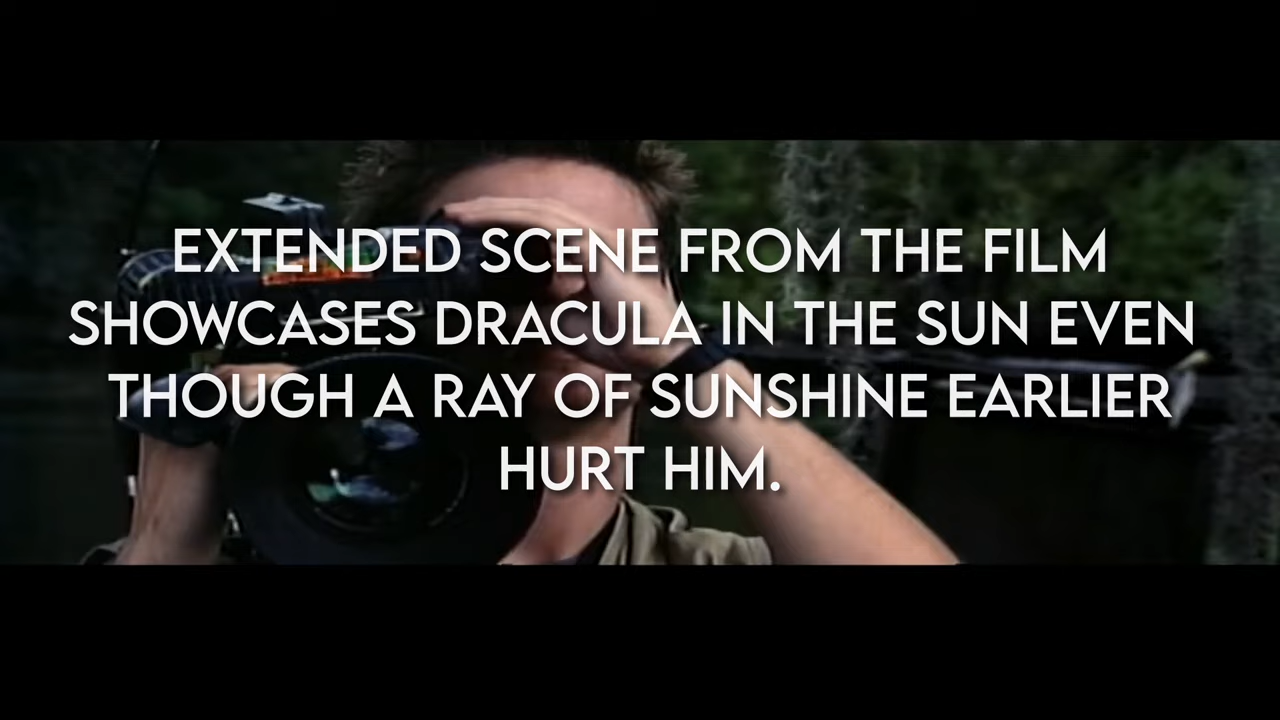 EXTENDED SCENE FROM THE FILM
SHOWCASES DRACULA IN THE SUN EVEN
THOUGH A RAY OF SUNSHINE EARLIER
HURT HIM.